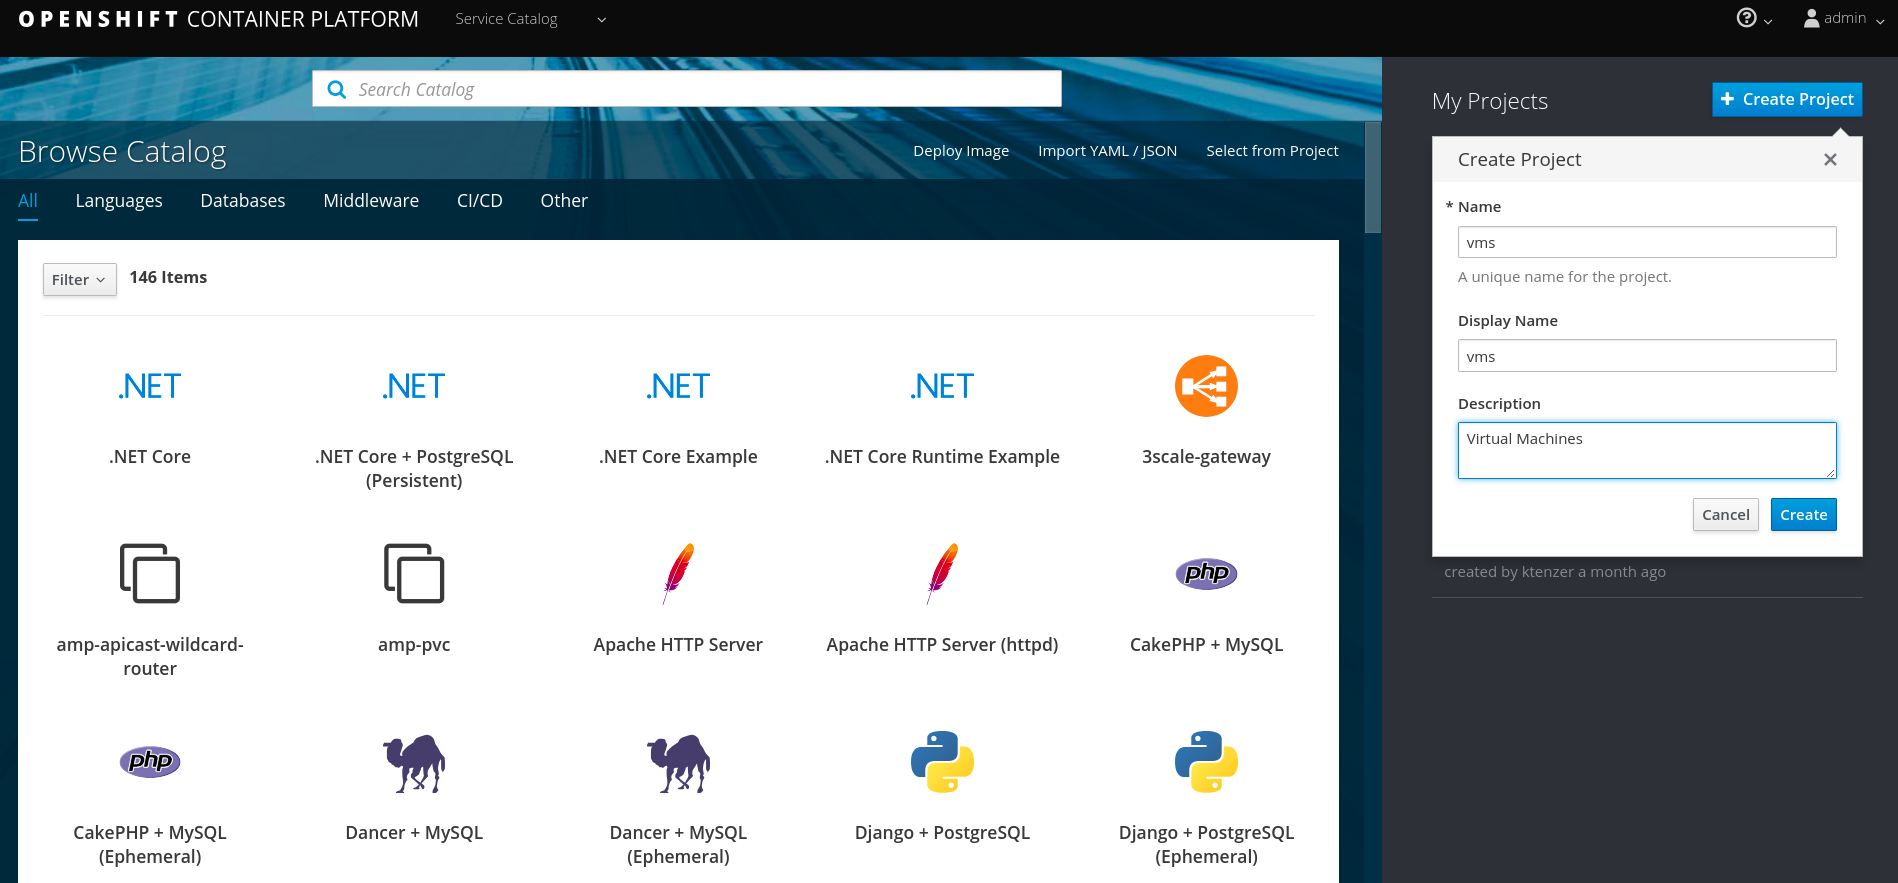 OPENSHIFT CONTAINER PLATFORM
Service Catalog
admin
Search Catalog
Browse Catalog
Deploy Image
Import YAML / JSON
Select from Project
All
Languages
Databases
Middleware
CI/CD
Other
Filter
146 Items
.NET
.NET
.NET
.NET
.NET Core
.NET Core + PostgreSQL
(Persistent)
.NET Core Example
.NET Core Runtime Example
3scale-gateway
php
amp-apicast-wildcard-
router
amp-pvc
Apache HTTP Server
Apache HTTP Server (httpd)
CakePHP + MySQL
php
CakePHP + MySQL
(Ephemeral)
Dancer + MySQL
Dancer + MySQL
(Ephemeral)
Django + PostgreSQL
Django + PostgreSQL
(Ephemeral)
My Projects
+ Create Project
Create Project
* Name
vms
A unique name for the project.
Display Name
vms
Description
Virtual Machines
Cancel
Create
created by ktenzer a month ago